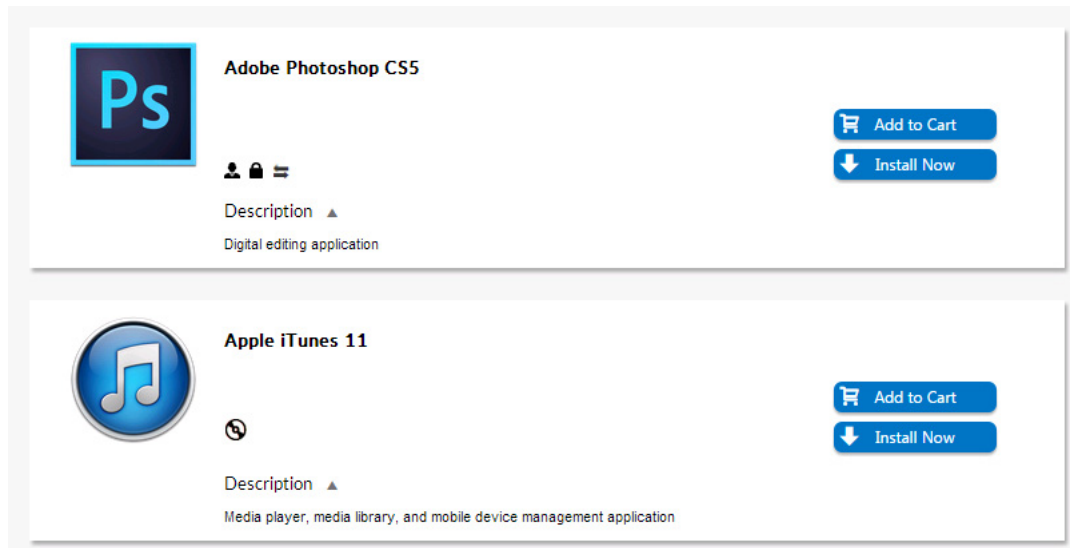 Ps
Adobe Photoshop CS5
Add to Cart
Install Now
Description
Digital editing application
Apple iTunes 11
Add to Cart
Install Now
Description
Media player, media library, and mobile device management application